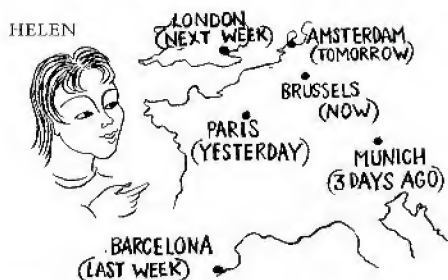 HELEN
LONDON
(NEXT WEEK)
AMSTERDAM
(TOMORROW)
BRUSSELS
(NOW)
PARIS
(YESTERDAY)
MUNICH
(3 DAYS AGO)
BARCELONA
(LAST WEEK)